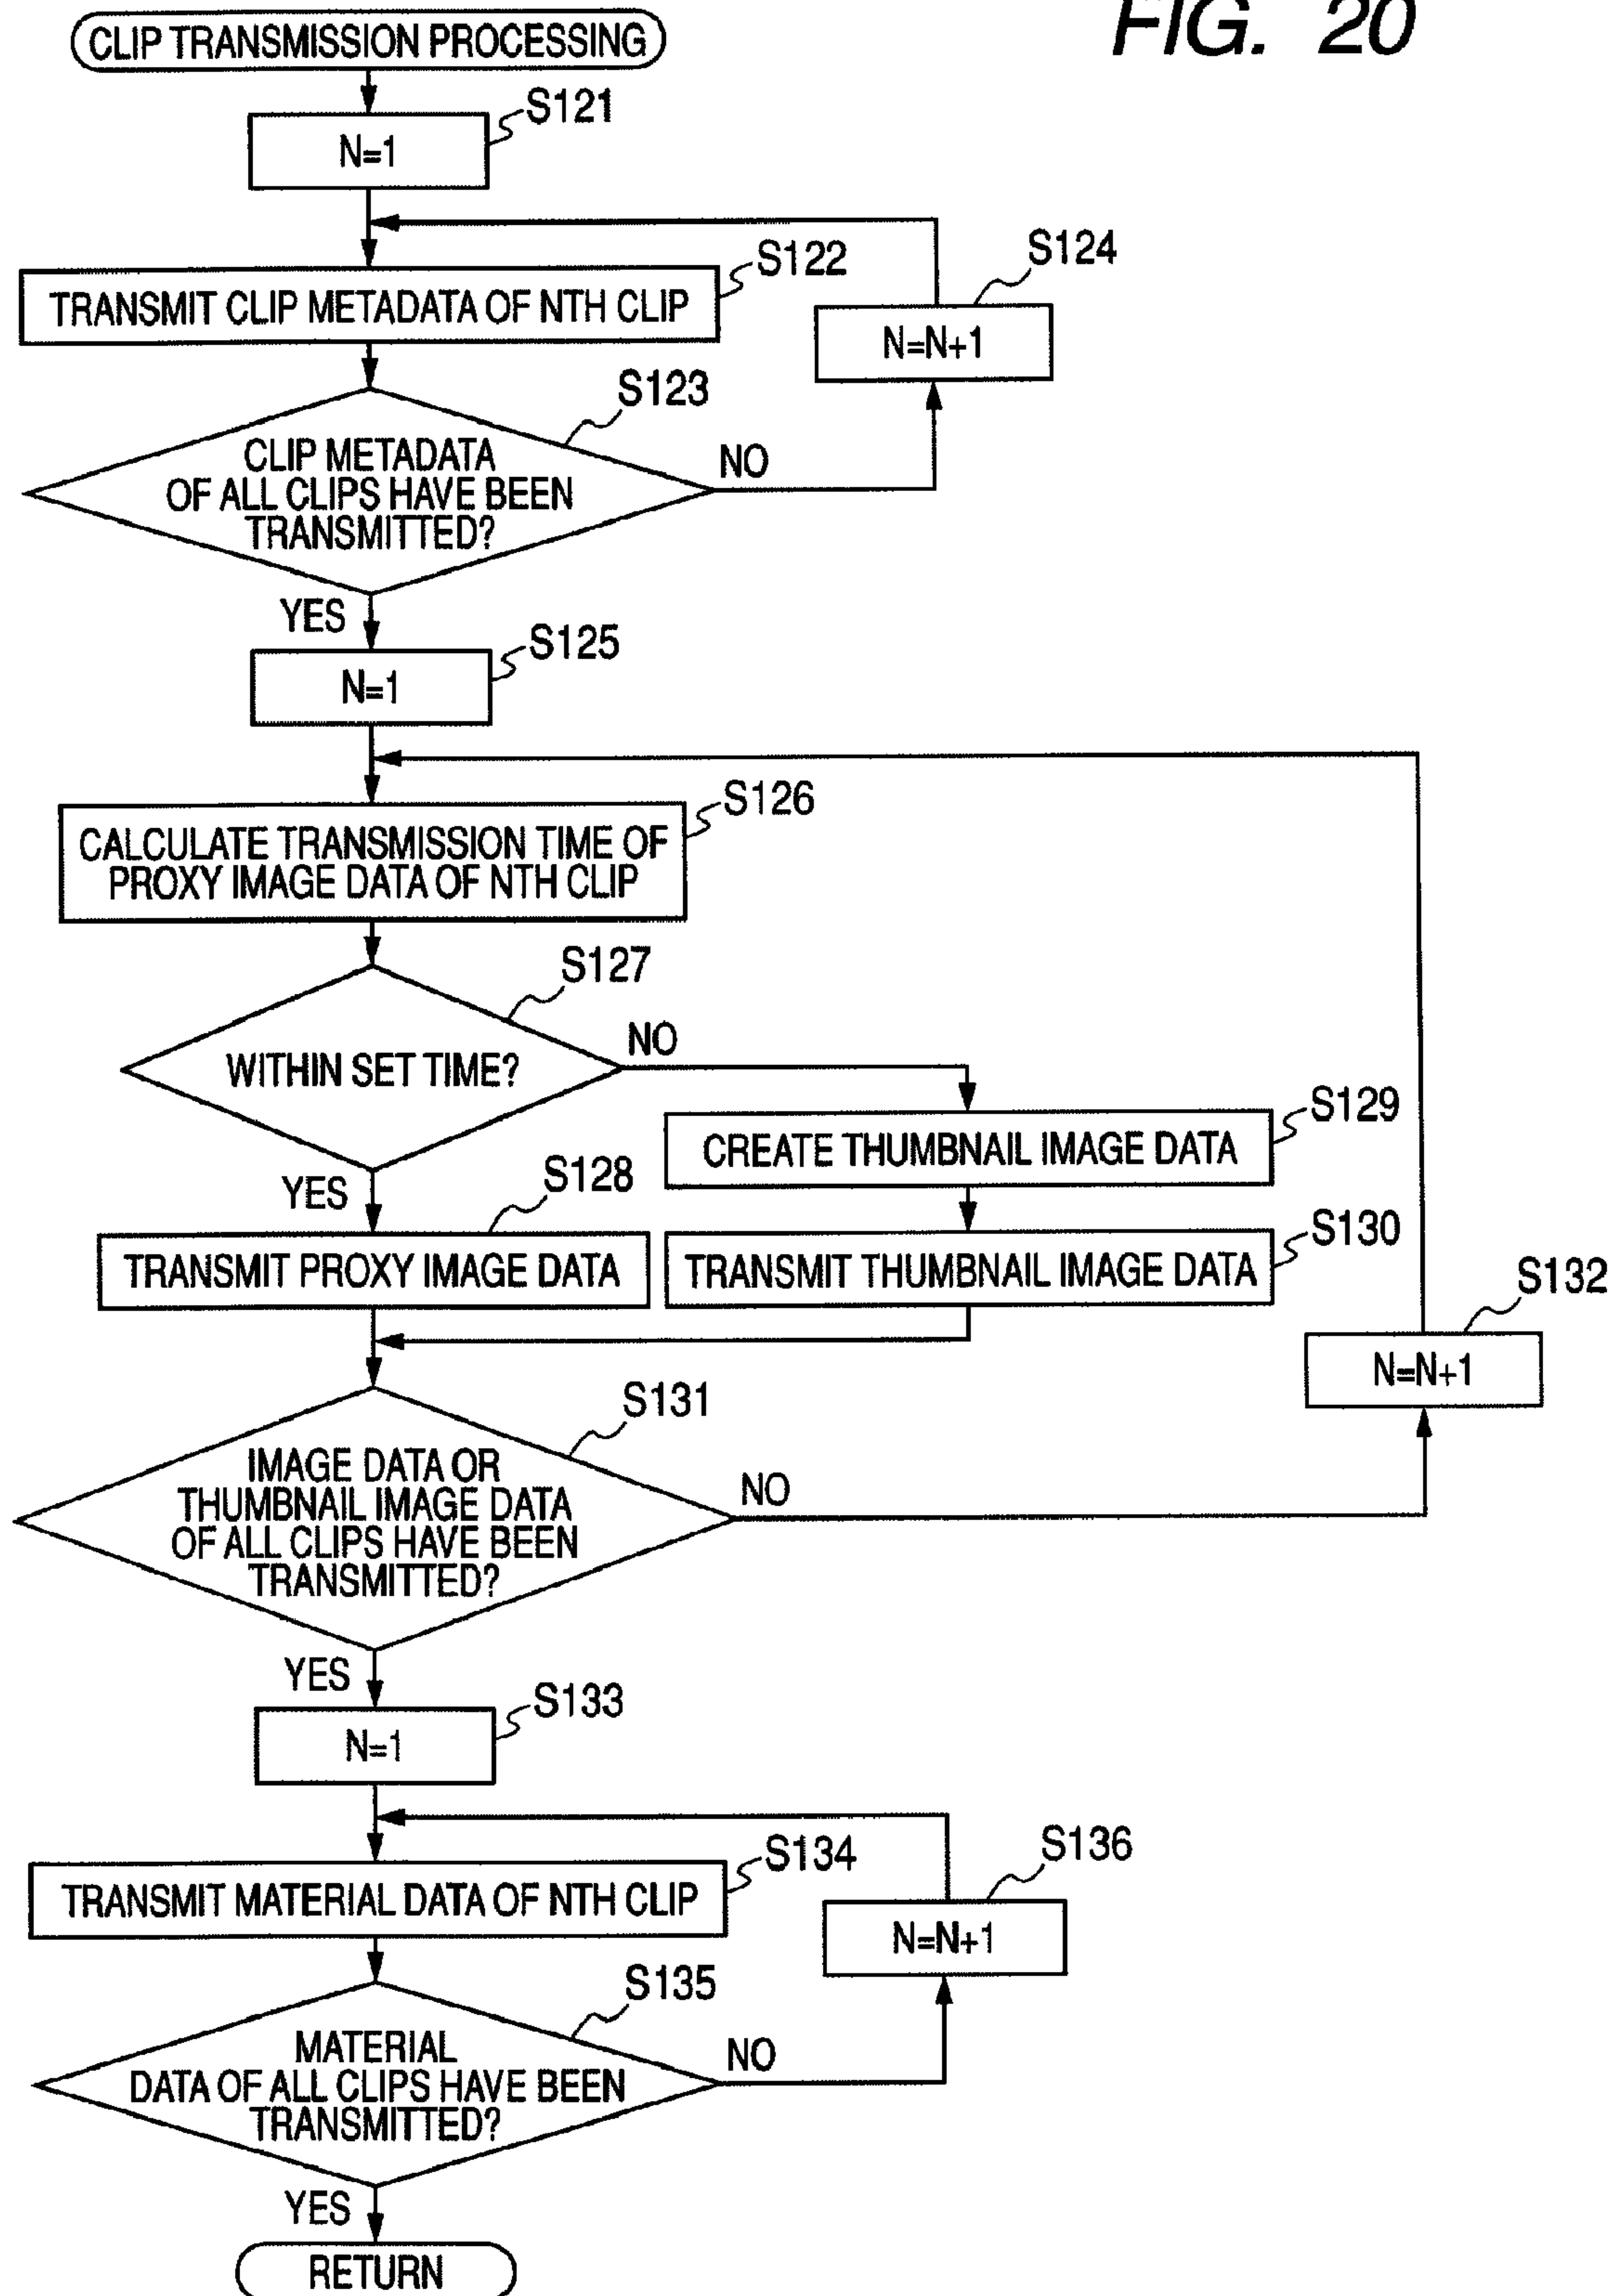 FIG. 20
CLIP TRANSMISSION PROCESSING
S121
N=1
S122
TRANSMIT CLIP METADATA OF NTH CLIP
S124
N=N+1
S123
CLIP METADATA
OF ALL CLIPS HAVE BEEN
TRANSMITTED?
NO
YES
S125
N=1
S126
CALCULATE TRANSMISSION TIME OF
PROXY IMAGE DATA OF NTH CLIP
S127
WITHIN SET TIME?
NO
YES
S129
CREATE THUMBNAIL IMAGE DATA
S128
TRANSMIT PROXY IMAGE DATA
S130
TRANSMIT THUMBNAIL IMAGE DATA
S132
N=N+1
S131
IMAGE DATA OR
THUMBNAIL IMAGE DATA
OF ALL CLIPS HAVE BEEN
TRANSMITTED?
NO
YES
S133
N=1
S134
TRANSMIT MATERIAL DATA OF NTH CLIP
S136
N=N+1
S135
MATERIAL
DATA OF ALL CLIPS HAVE BEEN
TRANSMITTED?
NO
YES
RETURN